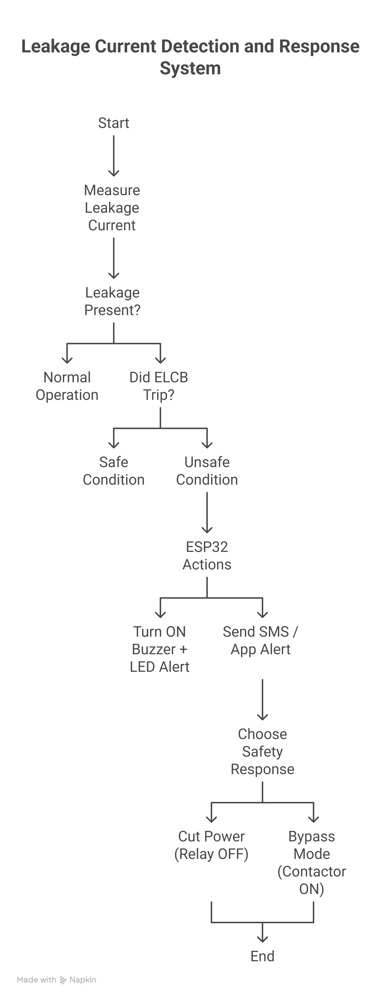 Leakage Current Detection and Response
System
Start
Measure
Leakage
Current
Leakage
Present?
Normal
Operation
Did ELCB
Trip?
Safe
Condition
Unsafe
Condition
ESP32
Actions
Turn ON
Buzzer +
LED Alert
Send SMS /
App Alert
Choose
Safety
Response
Cut Power
(Relay OFF)
Bypass
Mode
(Contactor
ON)
End
Made with Napkin